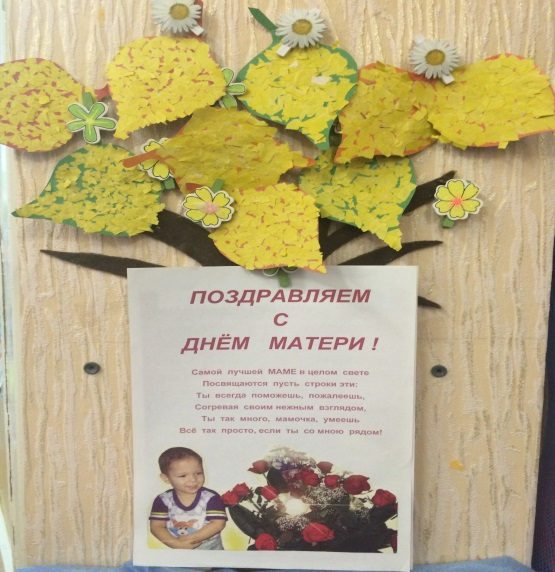 ПОЗДРАВЛЯЕМ
С
ДНЁМ МАТЕРИ !
Самой лучшей МАМЕ в целом свете
Посвящаются пусть строки эти:
Ты всегда поможешь, пожалеешь,
Согревая своим нежным взглядом,
Ты так много, мамочка, умеешь
Всё так просто, если ты со мною рядом!